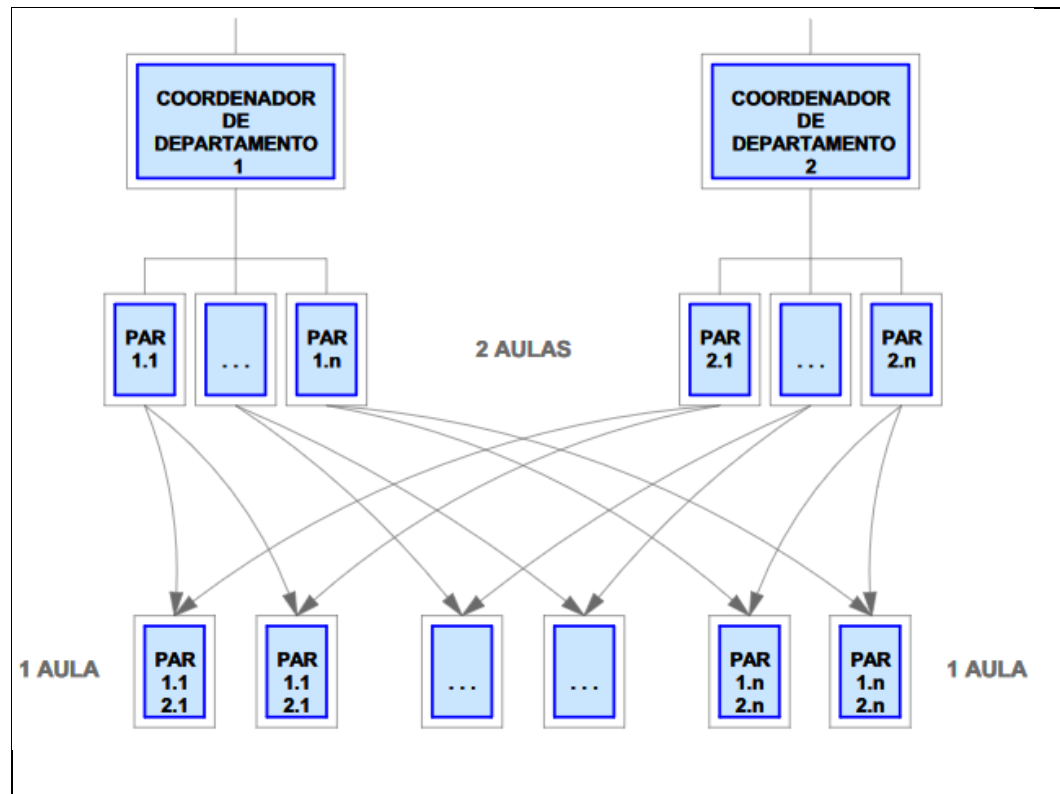 COORDENADOR
DE
DEPARTAMENTO
1
COORDENADOR
DE
DEPARTAMENTO
2
PAR
1.1
. . .
PAR
1.n
2 AULAS
PAR
2.1
. . .
PAR
2.n
1 AULA
PAR
1.1
2.1
PAR
1.1
2.1
. . .
. . .
PAR
1.n
2.n
PAR
1.n
2.n
1 AULA